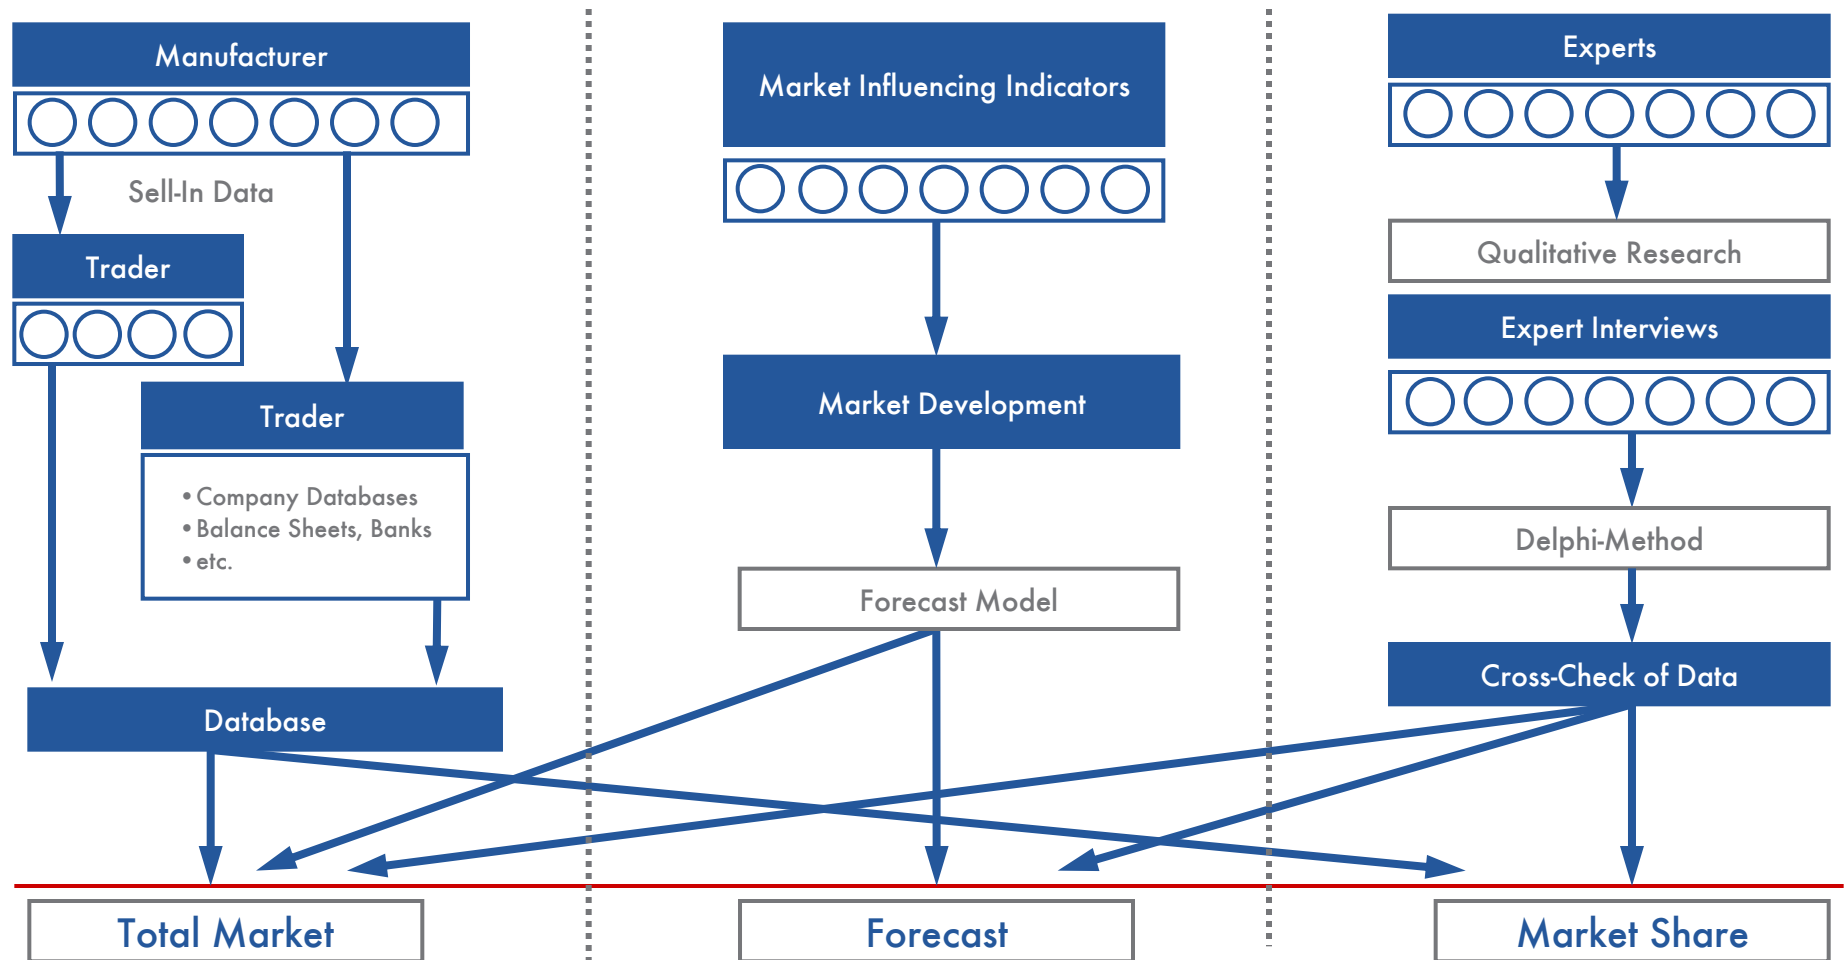 Manufacturer
Sell-In Data
Trader
Trader
•Company Databases
•Balance Sheets, Banks
•etc.
Database
Total Market
Market Influencing Indicators
Market Development
Forecast Model
Forecast
Experts
Qualitative Research
Expert Interviews
Delphi-Method
Cross-Check of Data
Market Share